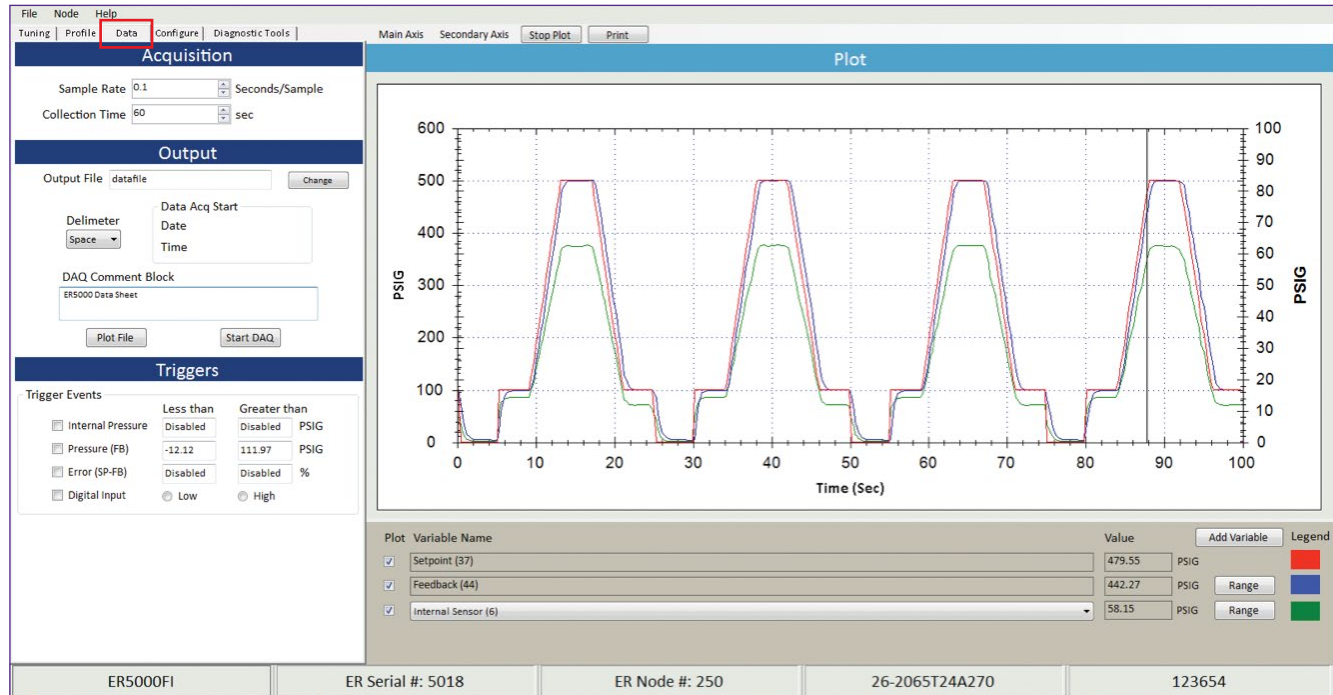 File Node Help
Tuning Profile Data Configure Diagnostic Tools
Main Axis Secondary Axis Stop Plot Print
Acquisition
Sample Rate 0.1 Seconds/Sample
Collection Time 60 sec
Output
Output File datafile Change
Delimeter
Space
Data Acq Start
Date
Time
DAQ Comment Block
ER5000 Data Sheet
Plot File Start DAQ
Triggers
Trigger Events
Less than Greater than
Internal Pressure Disabled Disabled PSIG
Pressure (FB) -12.12 111.97 PSIG
Error (SP-FB) Disabled Disabled %
Digital Input Low High
Plot
PSIG
600
500
400
300
200
100
0
100
90
80
70
60
50
40
30
20
10
0
PSIG
0 10 20 30 40 50 60 70 80 90 100
Time (Sec)
Plot Variable Name Value Add Variable Legend
Setpoint (37) 479.55 PSIG
Feedback (44) 442.27 PSIG Range
Internal Sensor (6) 58.15 PSIG Range
ER5000FI ER Serial #: 5018 ER Node #: 250 26-2065T24A270 123654